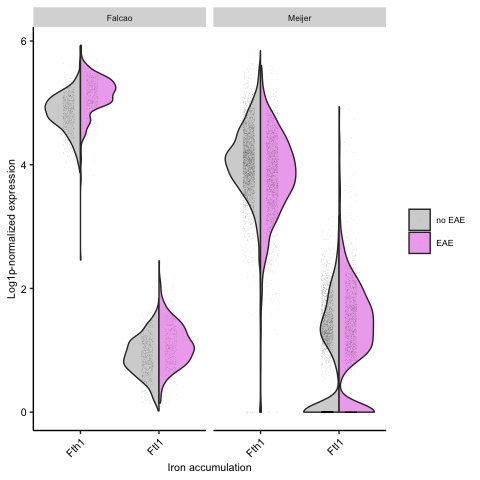 Falcao
Meijer
Log1p-normalized expression
6
4
2
0
Fth1
Ftl1
Fth1
Ftl1
Iron accumulation
no EAE
EAE